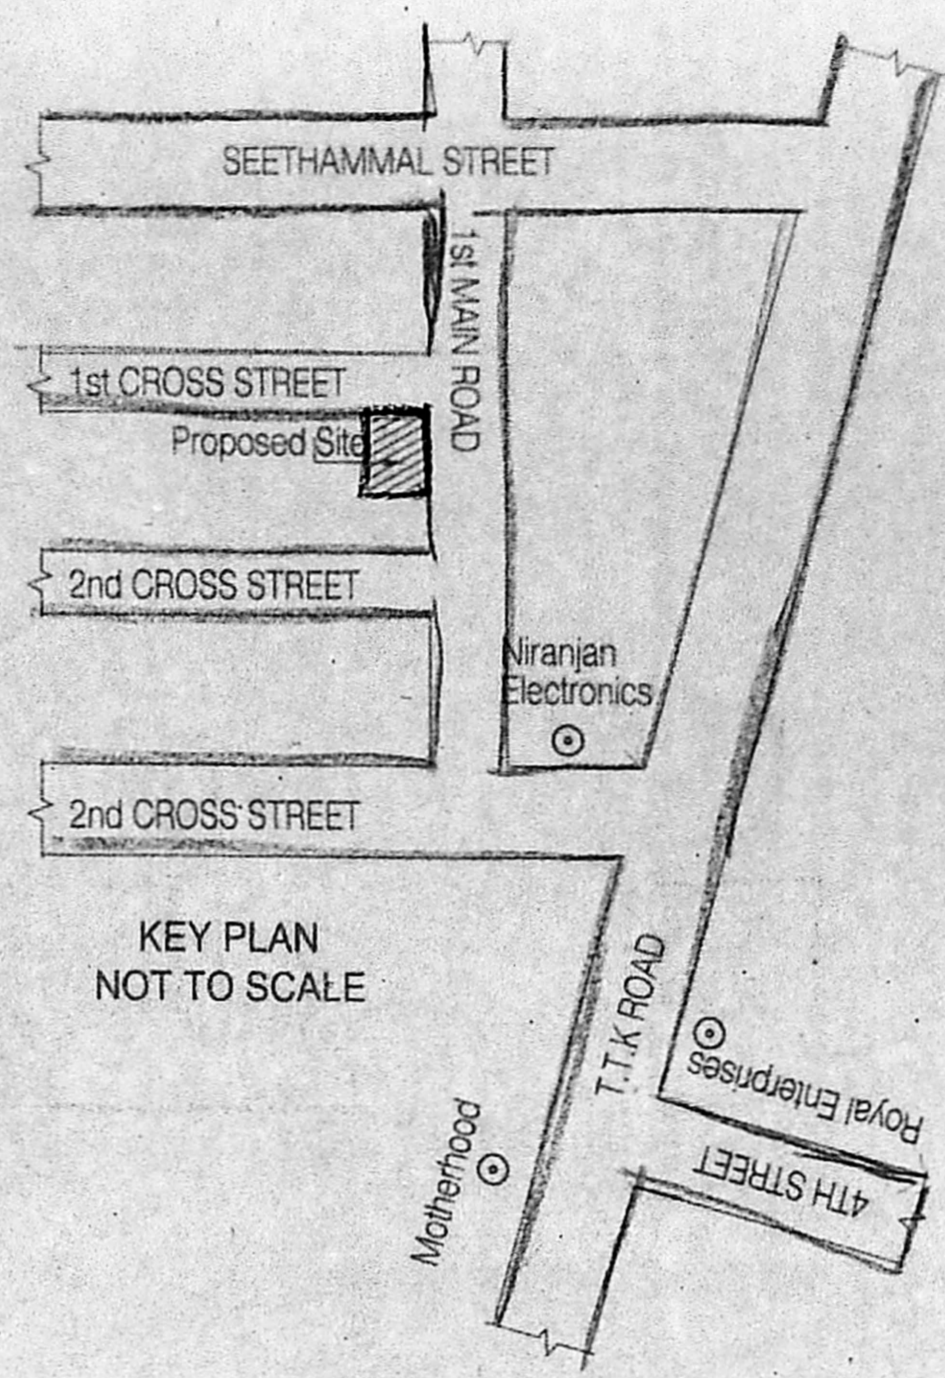 SEETHAMMAL STREET
1st MAIN ROAD
1st CROSS STREET
Proposed Site
2nd CROSS STREET
Niranjan
Electronics
2nd CROSS STREET
KEY PLAN
NOT TO SCALE
T.T.K ROAD
Royal Enterprises
Motherhood
4TH STREET